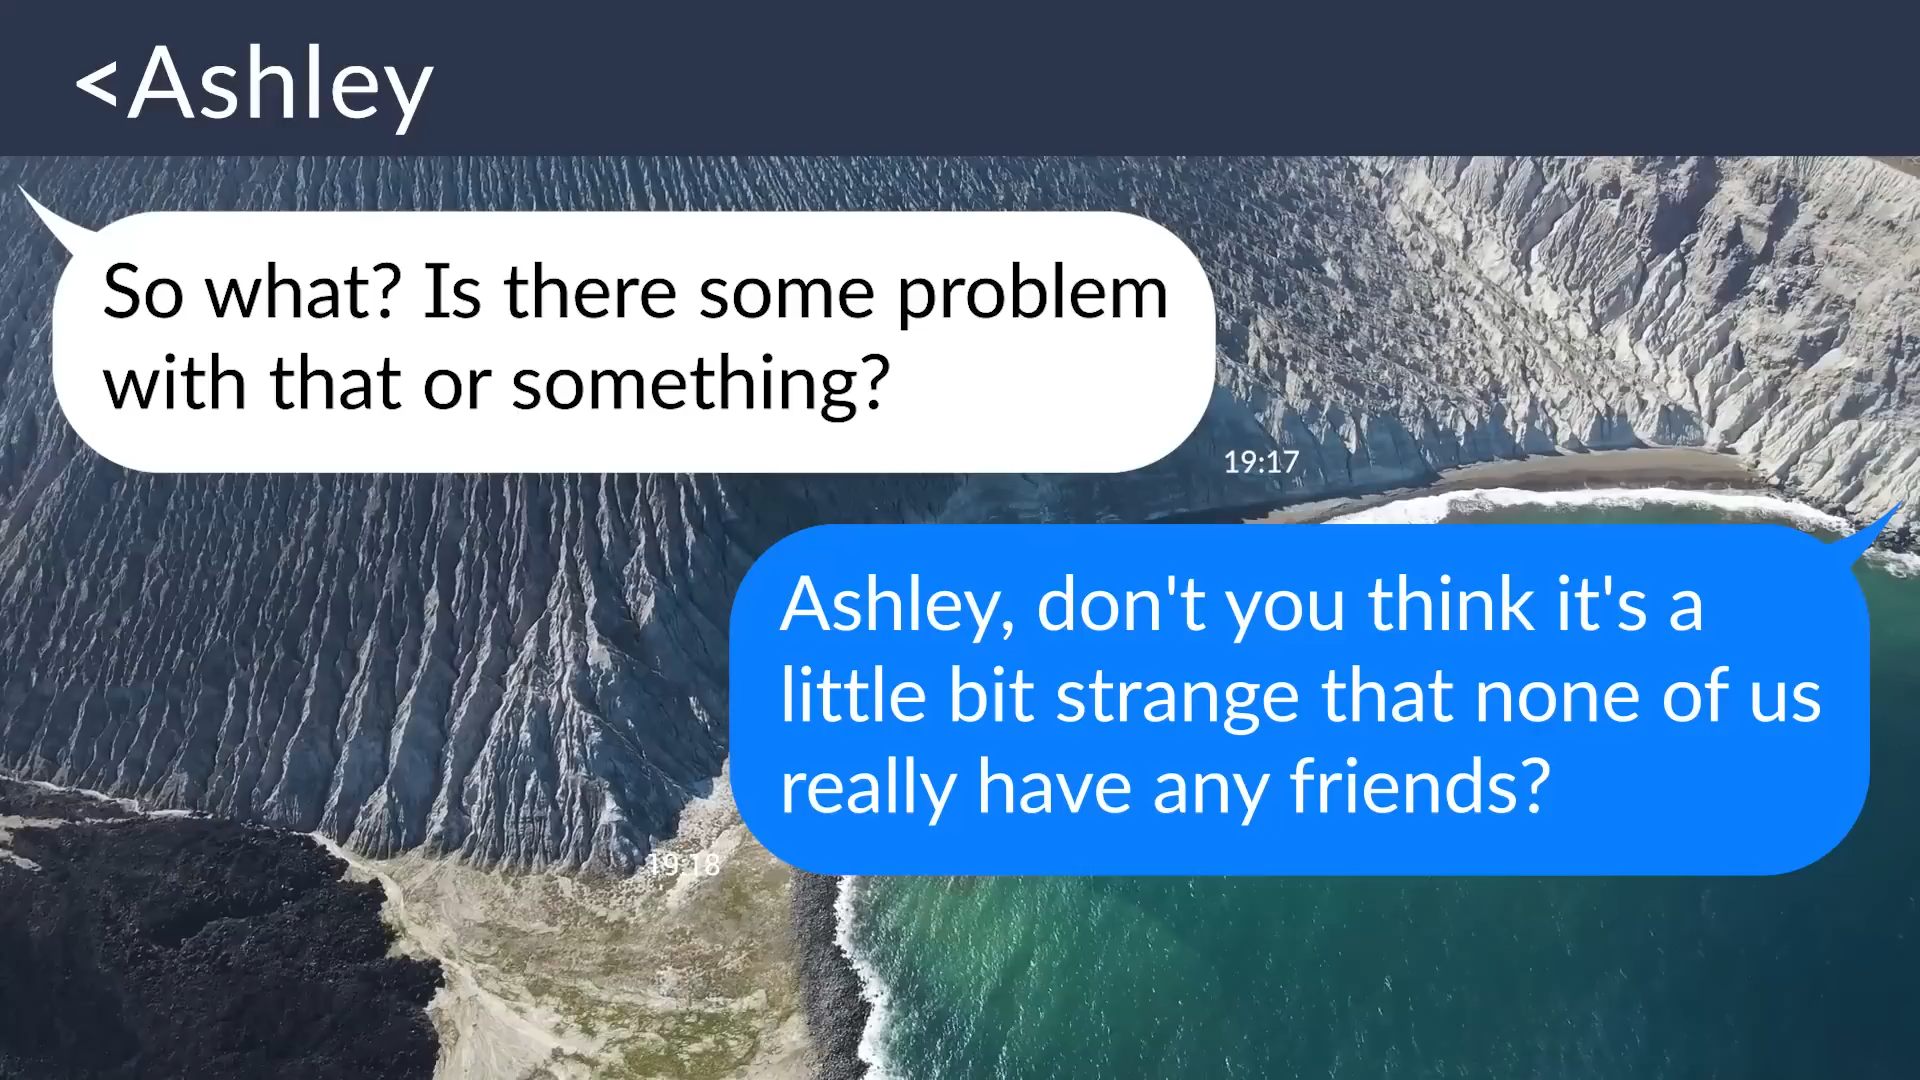 <Ashley
So what? Is there some problem
with that or something?
19:17
Ashley, don't you think it's a
little bit strange that none of us
really have any friends?
19:18